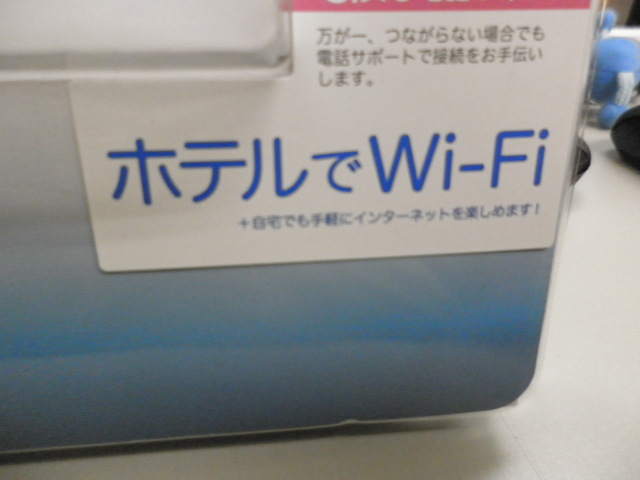 万が一、つながらない場合でも
電話サポートで接続をお手伝い
します。
ホテルでWi-Fi
+自宅でも手軽にインターネットを楽しめます!